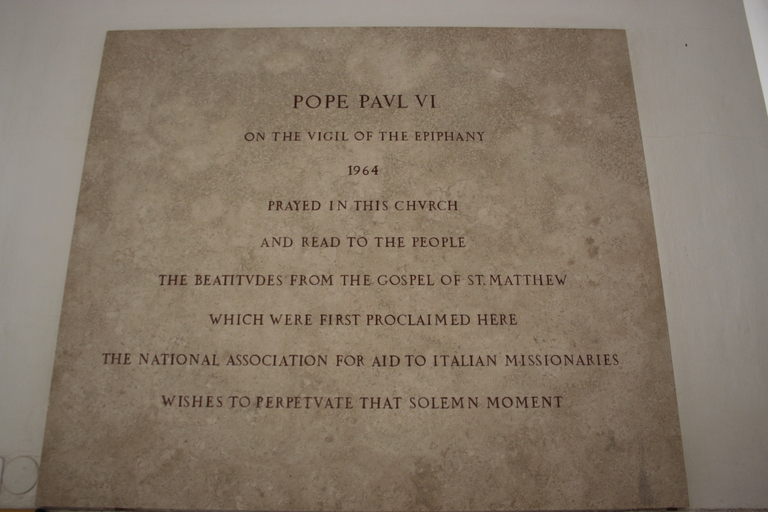 POPE PAVL VI
ON THE VIGIL OF THE EPIPHANY
1964
PRAYED IN THIS CHVRCH
AND READ TO THE PEOPLE
THE BEATITVDES FROM THE GOSPEL OF ST. MATTHEW
WHICH WERE FIRST PROCLAIMED HERE
THE NATIONAL ASSOCIATION FOR AID TO ITALIAN MISSIONARIES
WISHES TO PERPETVATE THAT SOLEMN MOMENT